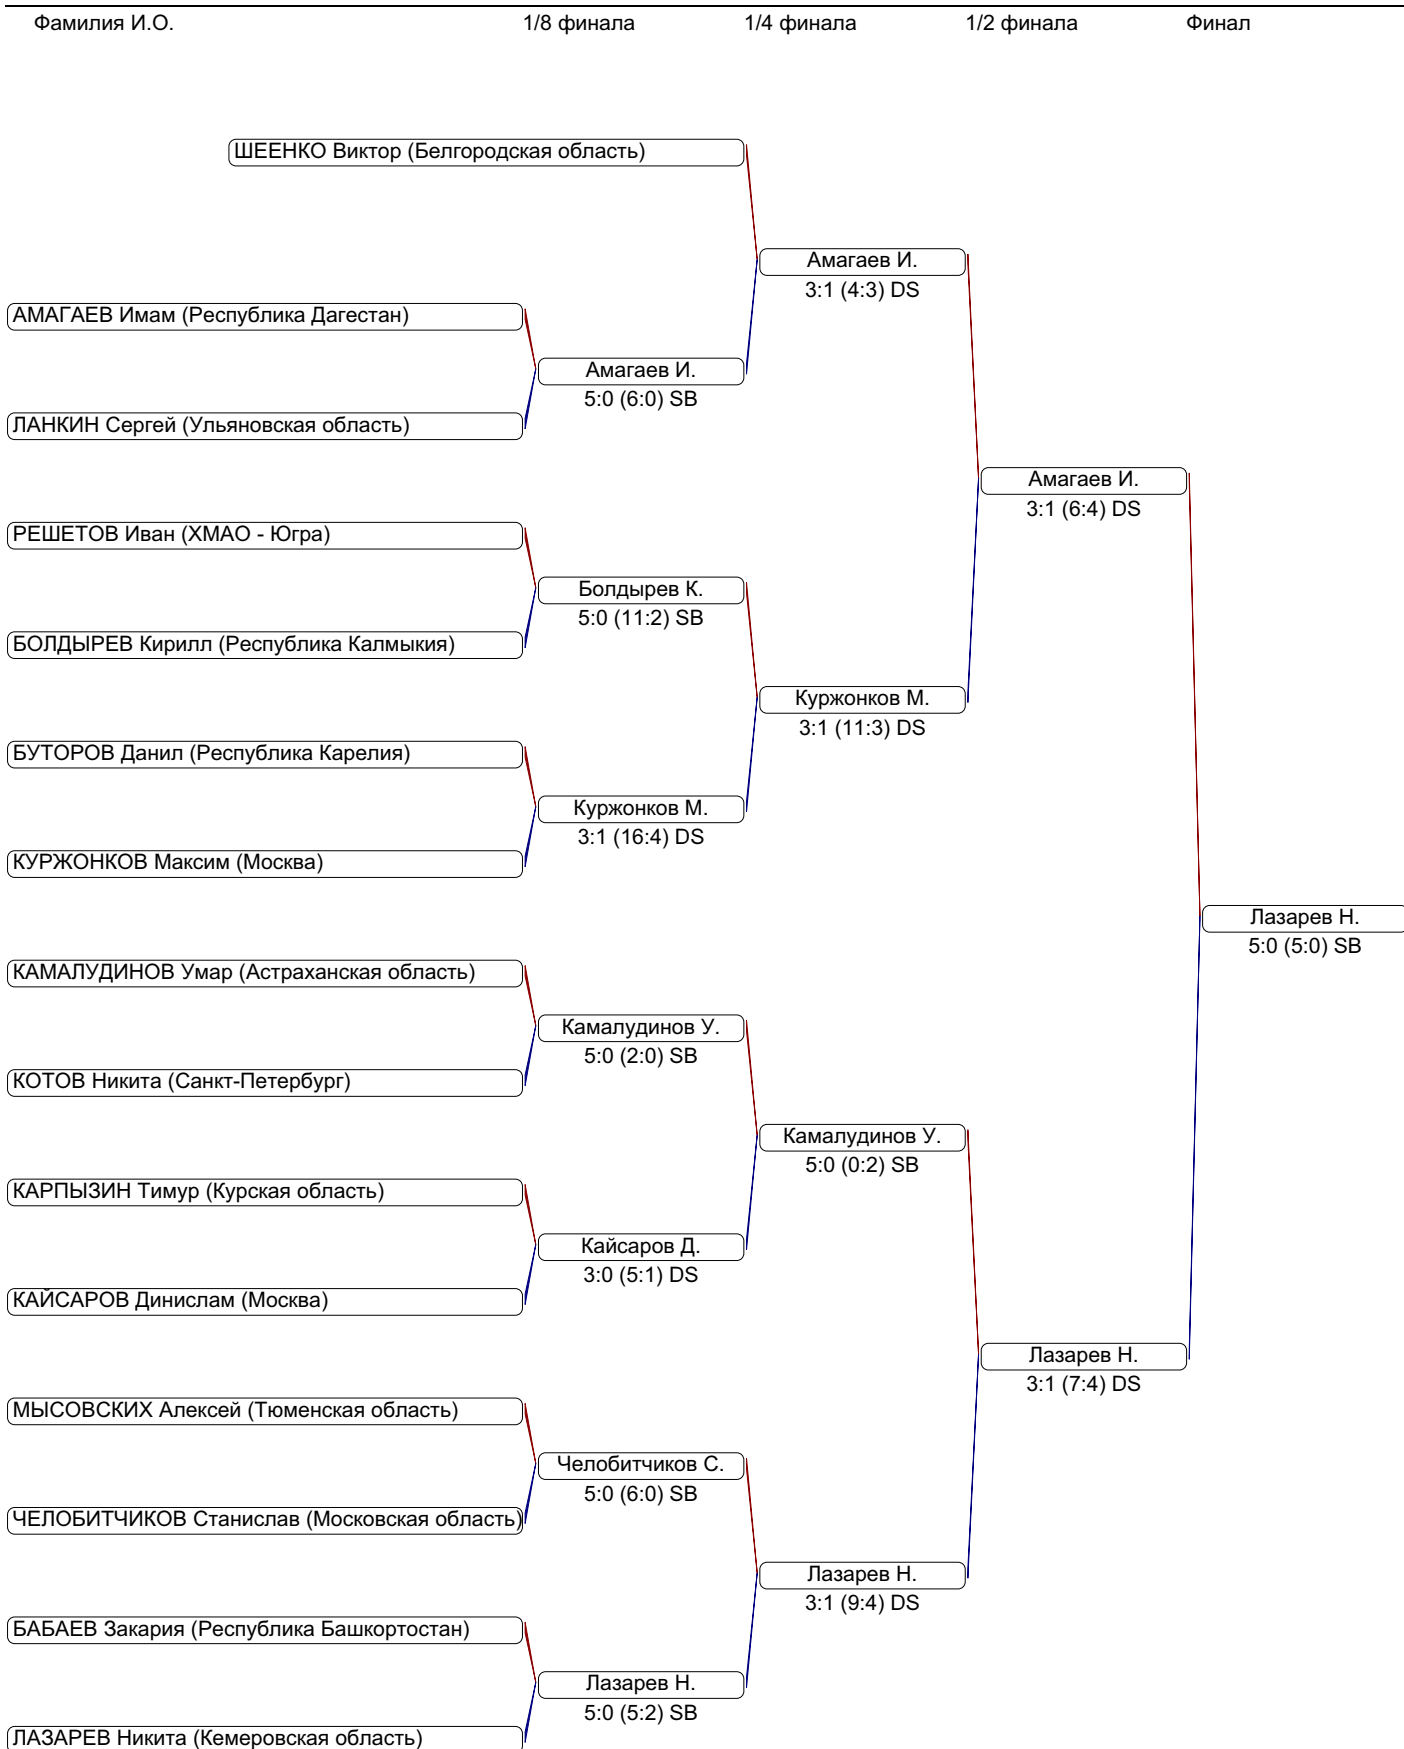 Фамилия И.О. 1/8 финала 1/4 финала 1/2 финала Финал
ШЕЕНКО Виктор (Белгородская область)
Амагаев И.
3:1 (4:3) DS
АМАГАЕВ Имам (Республика Дагестан)
Амагаев И.
5:0 (6:0) SB
ЛАНКИН Сергей (Ульяновская область)
Амагаев И.
3:1 (6:4) DS
РЕШЕТОВ Иван (ХМАО - Югра)
Болдырев К.
5:0 (11:2) SB
БОЛДЫРЕВ Кирилл (Республика Калмыкия)
Куржонков М.
3:1 (11:3) DS
БУТОРОВ Данил (Республика Карелия)
Куржонков М.
3:1 (16:4) DS
КУРЖОНКОВ Максим (Москва)
Лазарев Н.
5:0 (5:0) SB
КАМАЛУДИНОВ Умар (Астраханская область)
Камалудинов У.
5:0 (2:0) SB
КОТОВ Никита (Санкт-Петербург)
Камалудинов У.
5:0 (0:2) SB
КАРПЫЗИН Тимур (Курская область)
Кайсаров Д.
3:0 (5:1) DS
КАЙСАРОВ Динислам (Москва)
Лазарев Н.
3:1 (7:4) DS
МЫСОВСКИХ Алексей (Тюменская область)
Челобитчиков С.
5:0 (6:0) SB
ЧЕЛОБИТЧИКОВ Станислав (Московская область)
Лазарев Н.
3:1 (9:4) DS
БАБАЕВ Закария (Республика Башкортостан)
Лазарев Н.
5:0 (5:2) SB
ЛАЗАРЕВ Никита (Кемеровская область)